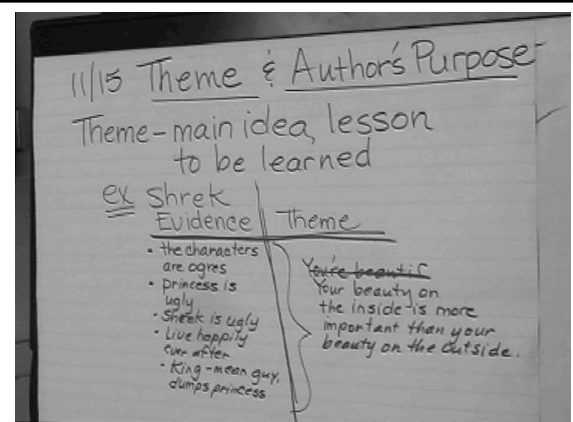 11/15 Theme & Author's Purpose
Theme - main idea, lesson
to be learned
ex Shrek
Evidence
• the characters
are ogres
• princess is
ugly
• Shrek is ugly
• Live happily
ever after
• King - mean guy,
dumps princess
Theme
You're beautif
Your beauty on
the inside is more
important than your
beauty on the outside.